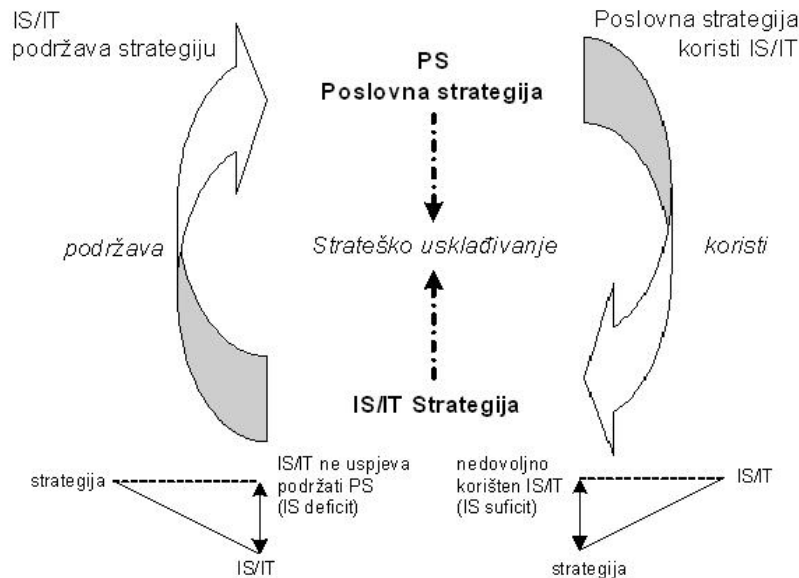 IS/IT
podržava strategiju
Poslovna strategija
koristi IS/IT
PS
Poslovna strategija
podržava
Strateško usklađivanje
koristi
IS/IT Strategija
strategija
IS/IT ne uspjeva
podržati PS
(IS deficit)
IS/IT
nedovoljno
korišten IS/IT
(IS suficit)
IS/IT
strategija